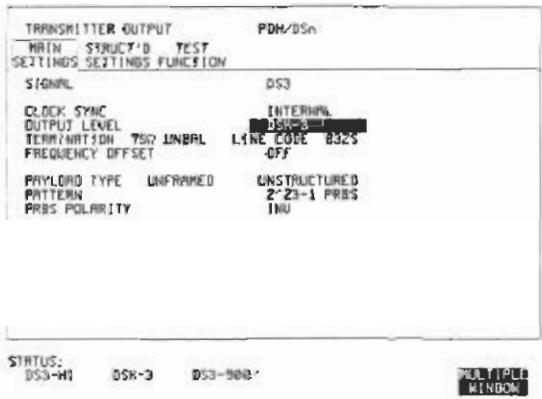 TRANSMITTER OUTPUT PDH/DSn
MAIN STRUCT'D TEST
SETTINGS SETTINGS FUNCTION
SIGNAL DS3
CLOCK SYNC INTERNAL
OUTPUT LEVEL DSX-3
TERMINATION 75Ω UNBAL LINE CODE B3ZS
FREQUENCY OFFSET OFF
PAYLOAD TYPE UNFRAMED UNSTRUCTURED
PATTERN 2^23-1 PRBS
PRBS POLARITY INV
STATUS:
DS3-HI DSX-3 DS3-900'
MULTIPLE
WINDOW